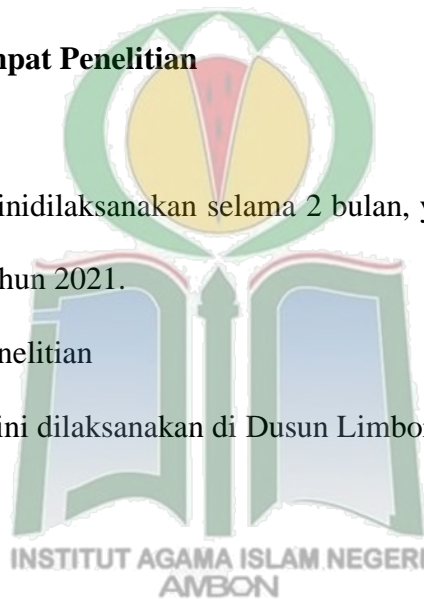 npat Penelitian
inidilaksanakan selama 2 bulan, y
hun 2021.
nelitian
ini dilaksanakan di Dusun Limbor
INSTITUT AGAMA ISLAM NEGERI
AMBON